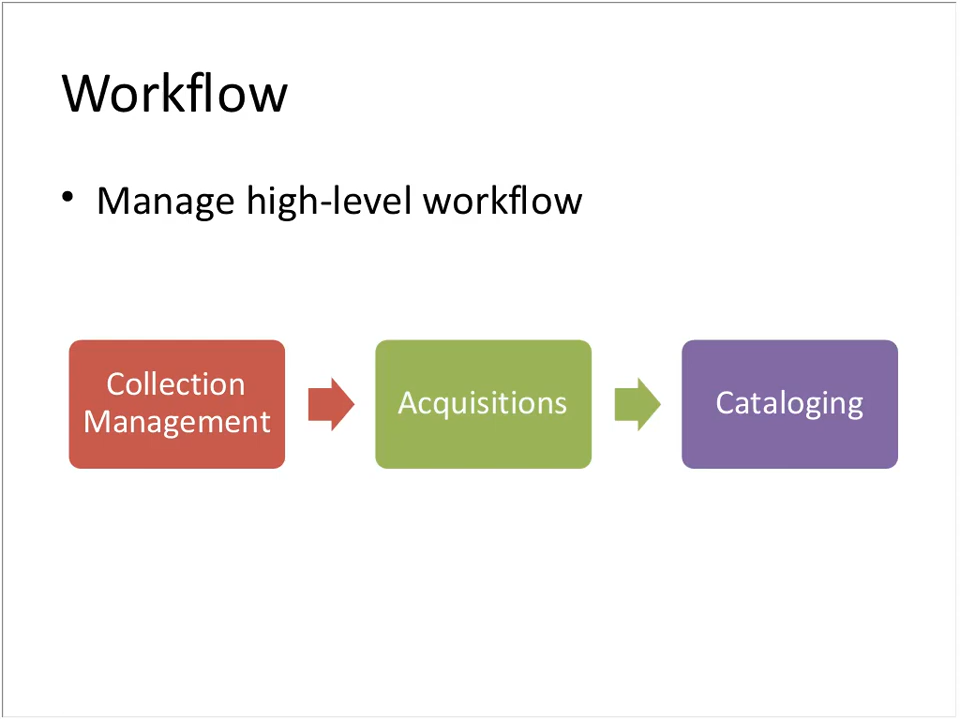 Workflow
• Manage high-level workflow
Collection
Management
Acquisitions
Cataloging